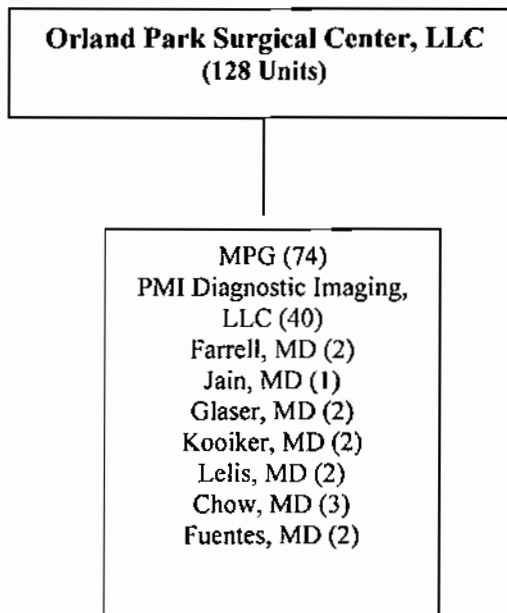 Orland Park Surgical Center, LLC
(128 Units)
MPG (74)
PMI Diagnostic Imaging,
LLC (40)
Farrell, MD (2)
Jain, MD (1)
Glaser, MD (2)
Kooiker, MD (2)
Lelis, MD (2)
Chow, MD (3)
Fuentes, MD (2)